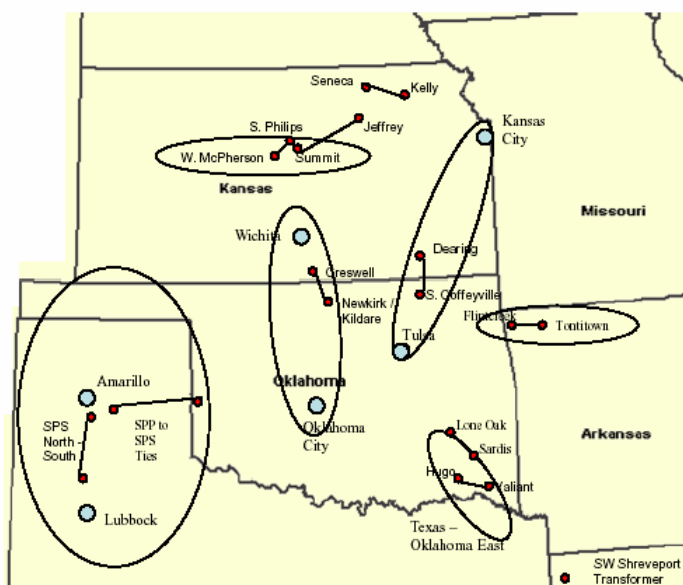 Seneca
Kelly
Kansas
City
S. Philips
Jeffrey
W. McPherson
Summit
Kansas
Missouri
Wichita
Dearing
Creswell
S. Coffeyville
Newkirk /
Kildare
Flintcreek
Tontitown
Tulsa
Amarillo
Oklahoma
Oklahoma
City
SPS
North -
South
SPP to
SPS
Ties
Lone Oak
Arkansas
Sardis
Hugo
Valiant
Lubbock
Texas –
Oklahoma East
SW Shreveport
Transformer